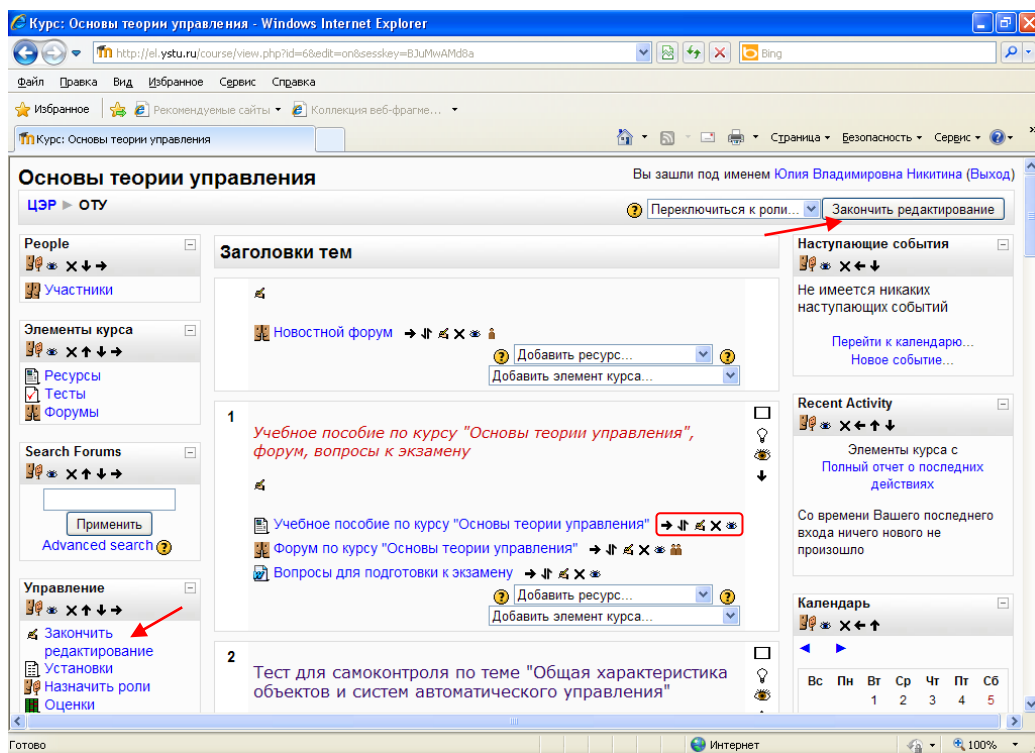 Курс: Основы теории управления - Windows Internet Explorer
http://el.ystu.ru/course/view.php?id=6&edit=on&sesskey=BJuMwAMd8a
Bing
Файл Правка Вид Избранное Сервис Справка
Избранное Рекомендуемые сайты Коллекция веб-фрагме...
Курс: Основы теории управления
Страница Безопасность Сервис »
Основы теории управления
Вы зашли под именем Юлия Владимировна Никитина (Выход)
ЦЭР ► ОТУ
Переключиться к роли... Закончить редактирование
People
Участники
Элементы курса
Ресурсы
Тесты
Форумы
Search Forums
Применить
Advanced search
Управление
Закончить
редактирование
Установки
Назначить роли
Оценки
Заголовки тем
Новостной форум
Добавить ресурс...
Добавить элемент курса...
1
Учебное пособие по курсу "Основы теории управления",
форум, вопросы к экзамену
Учебное пособие по курсу "Основы теории управления"
Форум по курсу "Основы теории управления"
Вопросы для подготовки к экзамену
Добавить ресурс...
Добавить элемент курса...
2
Тест для самоконтроля по теме "Общая характеристика
объектов и систем автоматического управления"
Наступающие события
Не имеется никаких
наступающих событий
Перейти к календарю...
Новое событие...
Recent Activity
Элементы курса с
Полный отчет о последних
действиях
Со времени Вашего последнего
входа ничего нового не
произошло
Календарь
Вс Пн Вт Ср Чт Пт Сб
1 2 3 4 5
Готово
Интернет
100%